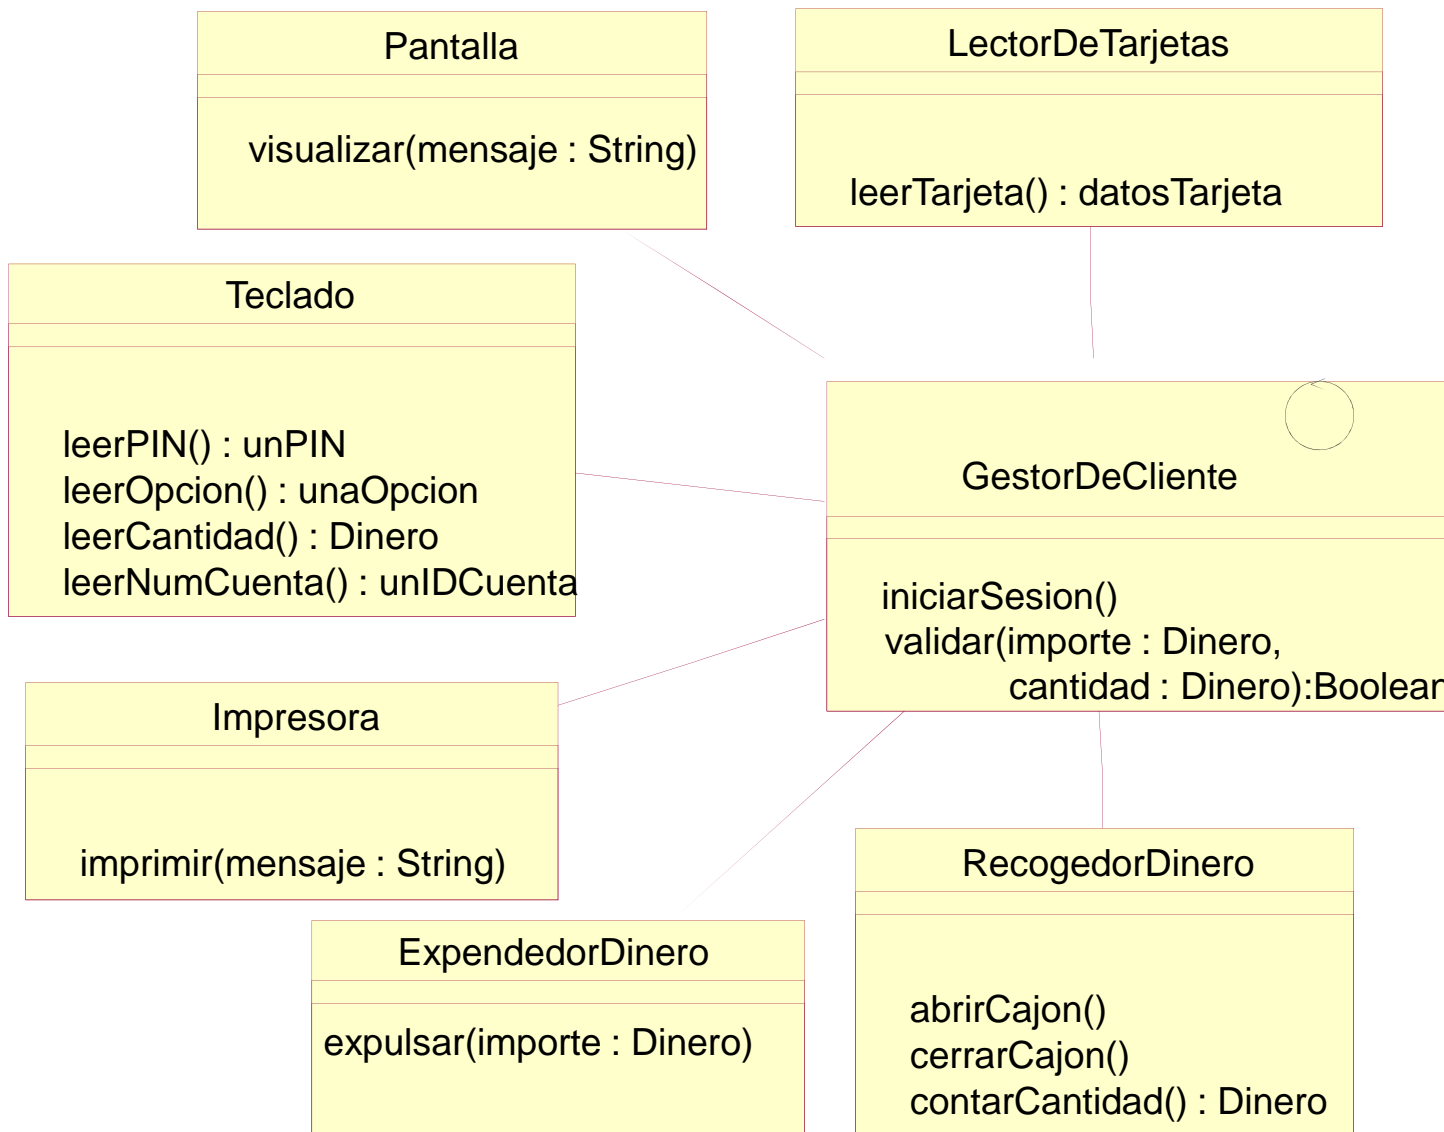 Pantalla
visualizar(mensaje : String)
LectorDeTarjetas
leerTarjeta() : datosTarjeta
Teclado
leerPIN() : unPIN
leerOpcion() : unaOpcion
leerCantidad() : Dinero
leerNumCuenta() : unIDCuenta
GestorDeCliente
iniciarSesion()
validar(importe : Dinero,
cantidad : Dinero):Boolean
Impresora
imprimir(mensaje : String)
ExpendedorDinero
expulsar(importe : Dinero)
RecogedorDinero
abrirCajon()
cerrarCajon()
contarCantidad() : Dinero